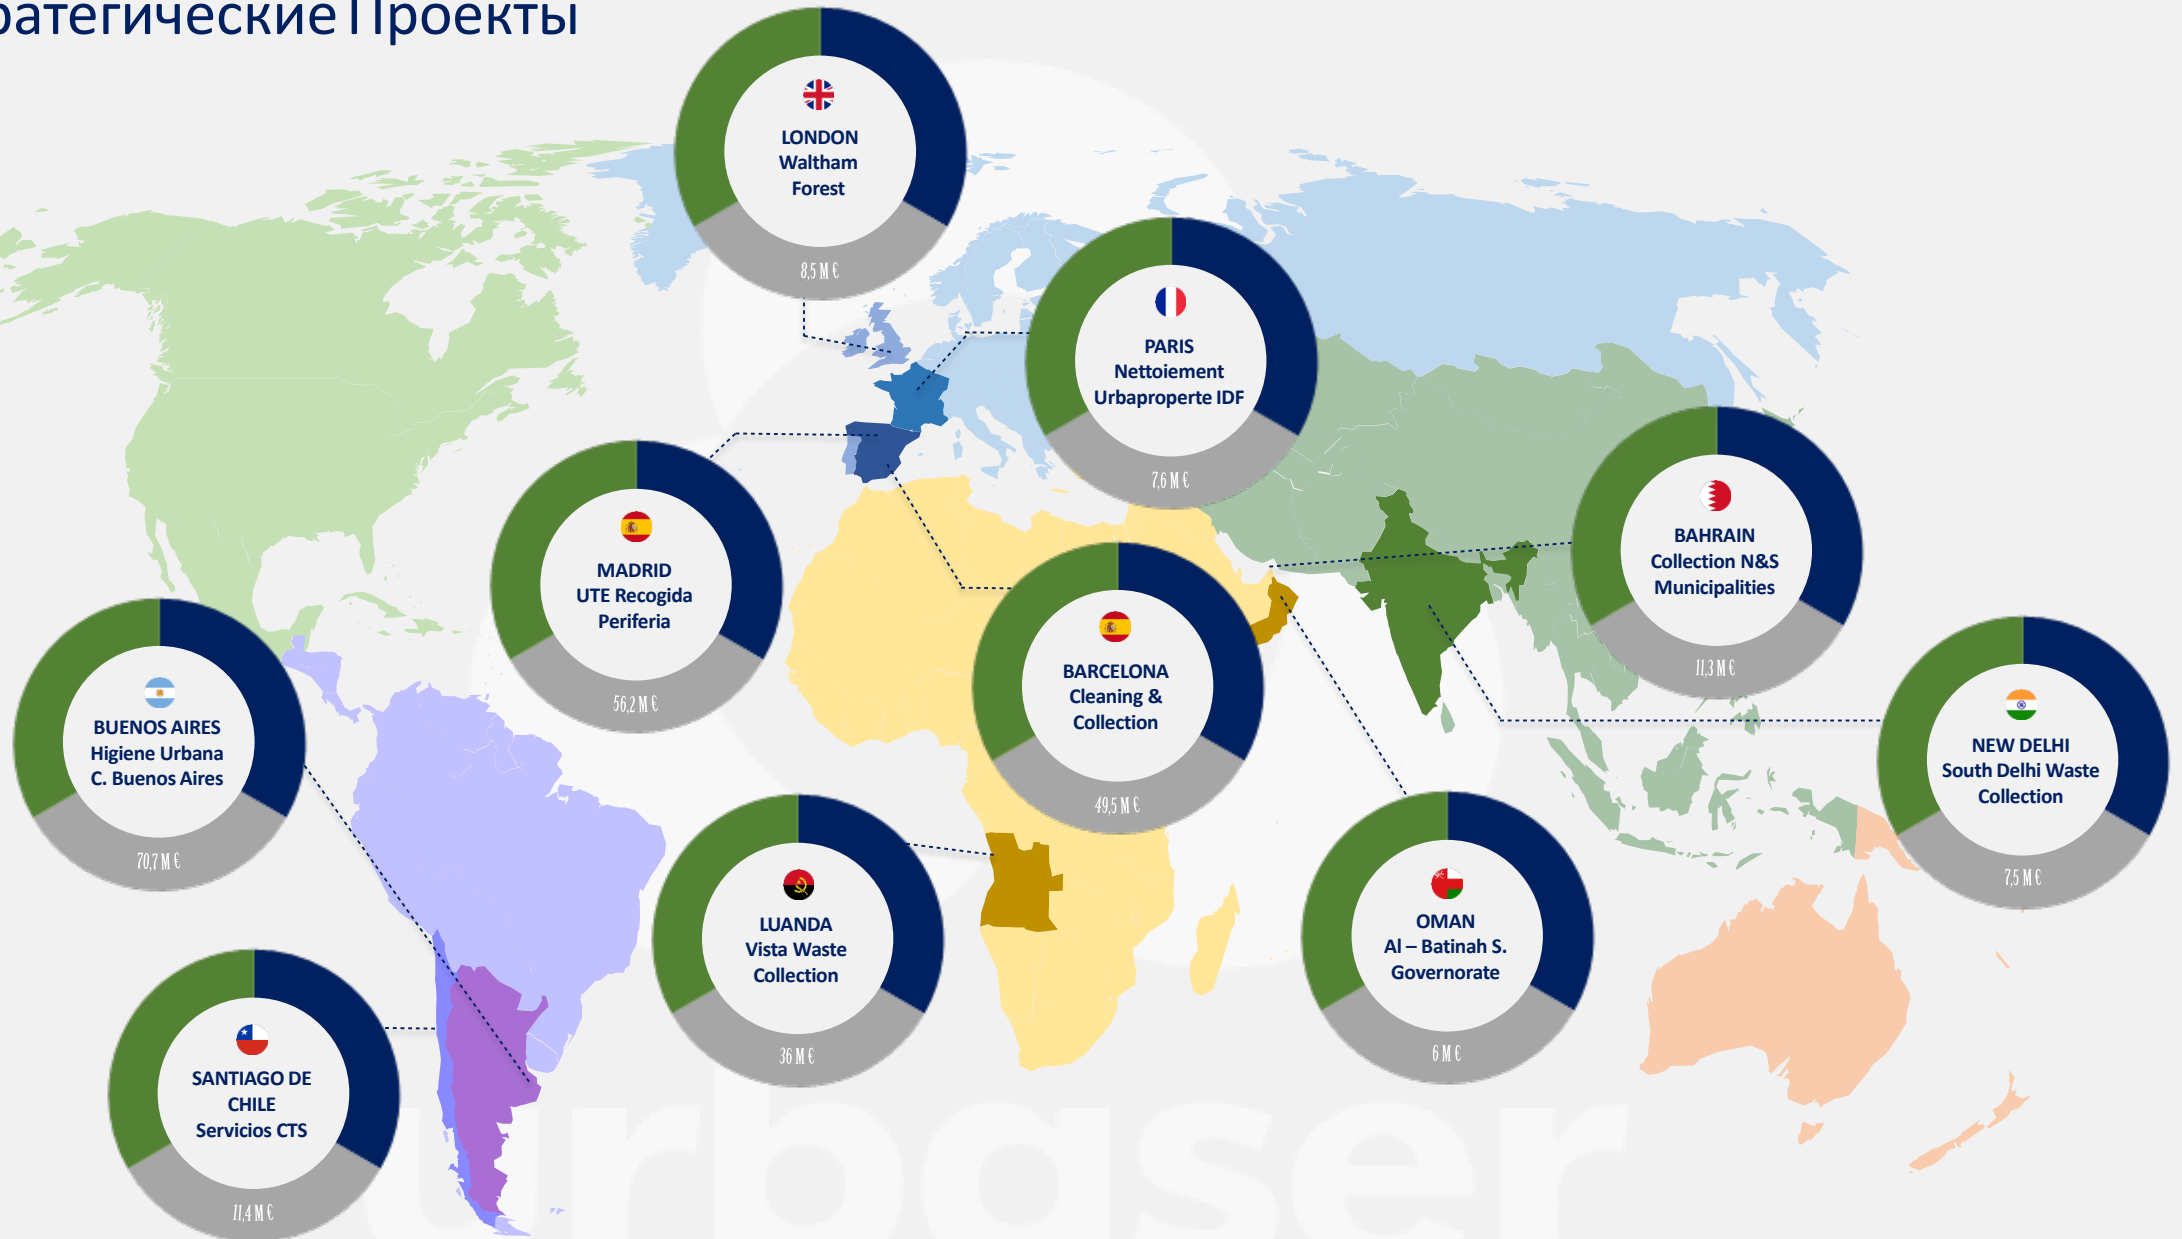 ратегические Проекты
LONDON
Waltham
Forest
8,5 M €
PARIS
Nettoiement
Urbaproperte IDF
7,6 M €
MADRID
UTE Recogida
Periferia
56,2 M €
BAHRAIN
Collection N&S
Municipalities
11,3 M €
BARCELONA
Cleaning &
Collection
49,5 M €
BUENOS AIRES
Higiene Urbana
C. Buenos Aires
70,7 M €
NEW DELHI
South Delhi Waste
Collection
7,5 M €
LUANDA
Vista Waste
Collection
36 M €
OMAN
Al – Batinah S.
Governorate
6 M €
SANTIAGO DE
CHILE
Servicios CTS
11,4 M €
urbaser